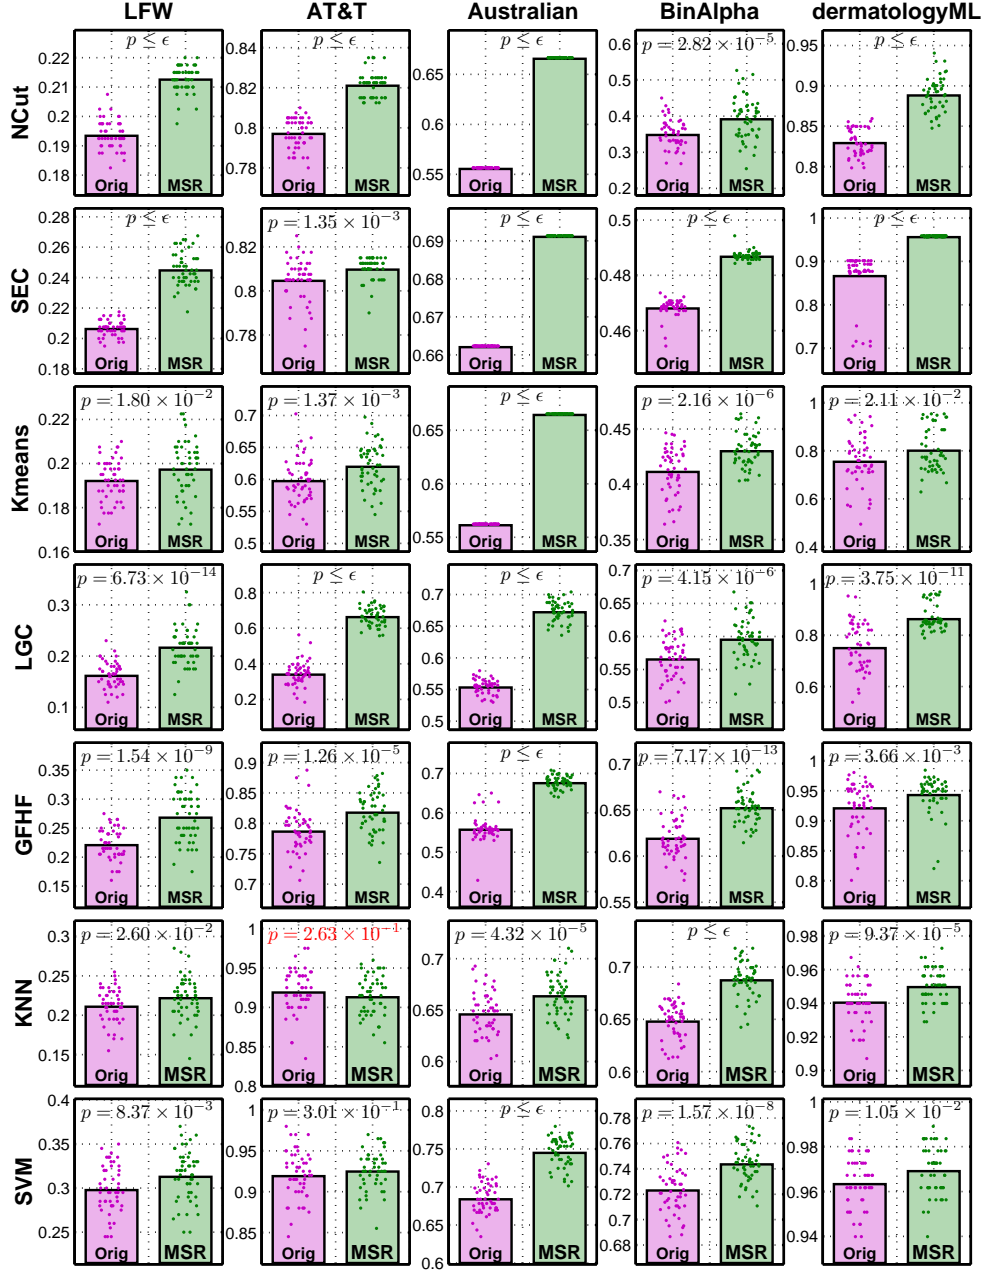 LFW AT&T Australian BinAlpha dermatologyML
NCut
p ≤ ϵ p ≤ ϵ p ≤ ϵ p = 2.82 × 10^-5 p ≤ ϵ
0.22 0.21 0.2 0.19 0.18
0.84 0.82 0.8 0.78
0.65 0.6 0.55
0.6 0.5 0.4 0.3 0.2
0.95 0.9 0.85 0.8
Orig MSR Orig MSR Orig MSR Orig MSR Orig MSR
SEC
p ≤ ϵ p = 1.35 × 10^-3 p ≤ ϵ p ≤ ϵ p ≤ ϵ
0.28 0.26 0.24 0.22 0.2 0.18
0.82 0.8 0.78
0.69 0.68 0.67 0.66
0.5 0.48 0.46
1 0.9 0.8 0.7
Orig MSR Orig MSR Orig MSR Orig MSR Orig MSR
Kmeans
p = 1.80 × 10^-2 p = 1.37 × 10^-3 p ≤ ϵ p = 2.16 × 10^-6 p = 2.11 × 10^-2
0.22 0.2 0.18 0.16
0.7 0.65 0.6 0.55 0.5
0.65 0.6 0.55
0.45 0.4 0.35
1 0.8 0.6 0.4
Orig MSR Orig MSR Orig MSR Orig MSR Orig MSR
LGC
p = 6.73 × 10^-14 p ≤ ϵ p ≤ ϵ p = 4.15 × 10^-6 p = 3.75 × 10^-11
0.3 0.2 0.1
0.8 0.6 0.4 0.2
0.7 0.65 0.6 0.55 0.5
0.7 0.65 0.6 0.55 0.5
1 0.8 0.6
Orig MSR Orig MSR Orig MSR Orig MSR Orig MSR
GFHF
p = 1.54 × 10^-9 p = 1.26 × 10^-5 p ≤ ϵ p = 7.17 × 10^-13 p = 3.66 × 10^-3
0.35 0.3 0.25 0.2 0.15
0.9 0.85 0.8 0.75 0.7
0.7 0.6 0.5 0.4
0.7 0.65 0.6 0.55
1 0.95 0.9 0.85 0.8
Orig MSR Orig MSR Orig MSR Orig MSR Orig MSR
KNN
p = 2.60 × 10^-2 p = 2.63 × 10^-1 p = 4.32 × 10^-5 p ≤ ϵ p = 9.37 × 10^-5
0.3 0.25 0.2 0.15
1 0.95 0.9 0.85 0.8
0.7 0.65 0.6
0.7 0.65 0.6
0.98 0.96 0.94 0.92 0.9
Orig MSR Orig MSR Orig MSR Orig MSR Orig MSR
SVM
p = 8.37 × 10^-3 p = 3.01 × 10^-1 p ≤ ϵ p = 1.57 × 10^-8 p = 1.05 × 10^-2
0.4 0.35 0.3 0.25
1 0.95 0.9 0.85
0.8 0.75 0.7 0.65 0.6
0.78 0.76 0.74 0.72 0.7 0.68
1 0.98 0.96 0.94
Orig MSR Orig MSR Orig MSR Orig MSR Orig MSR